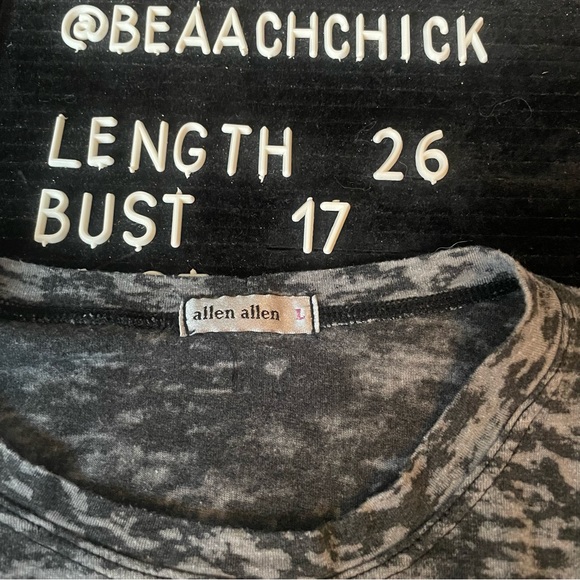 @BEAACHCHICK
LENGTH 26
BUST 17
allen allen L